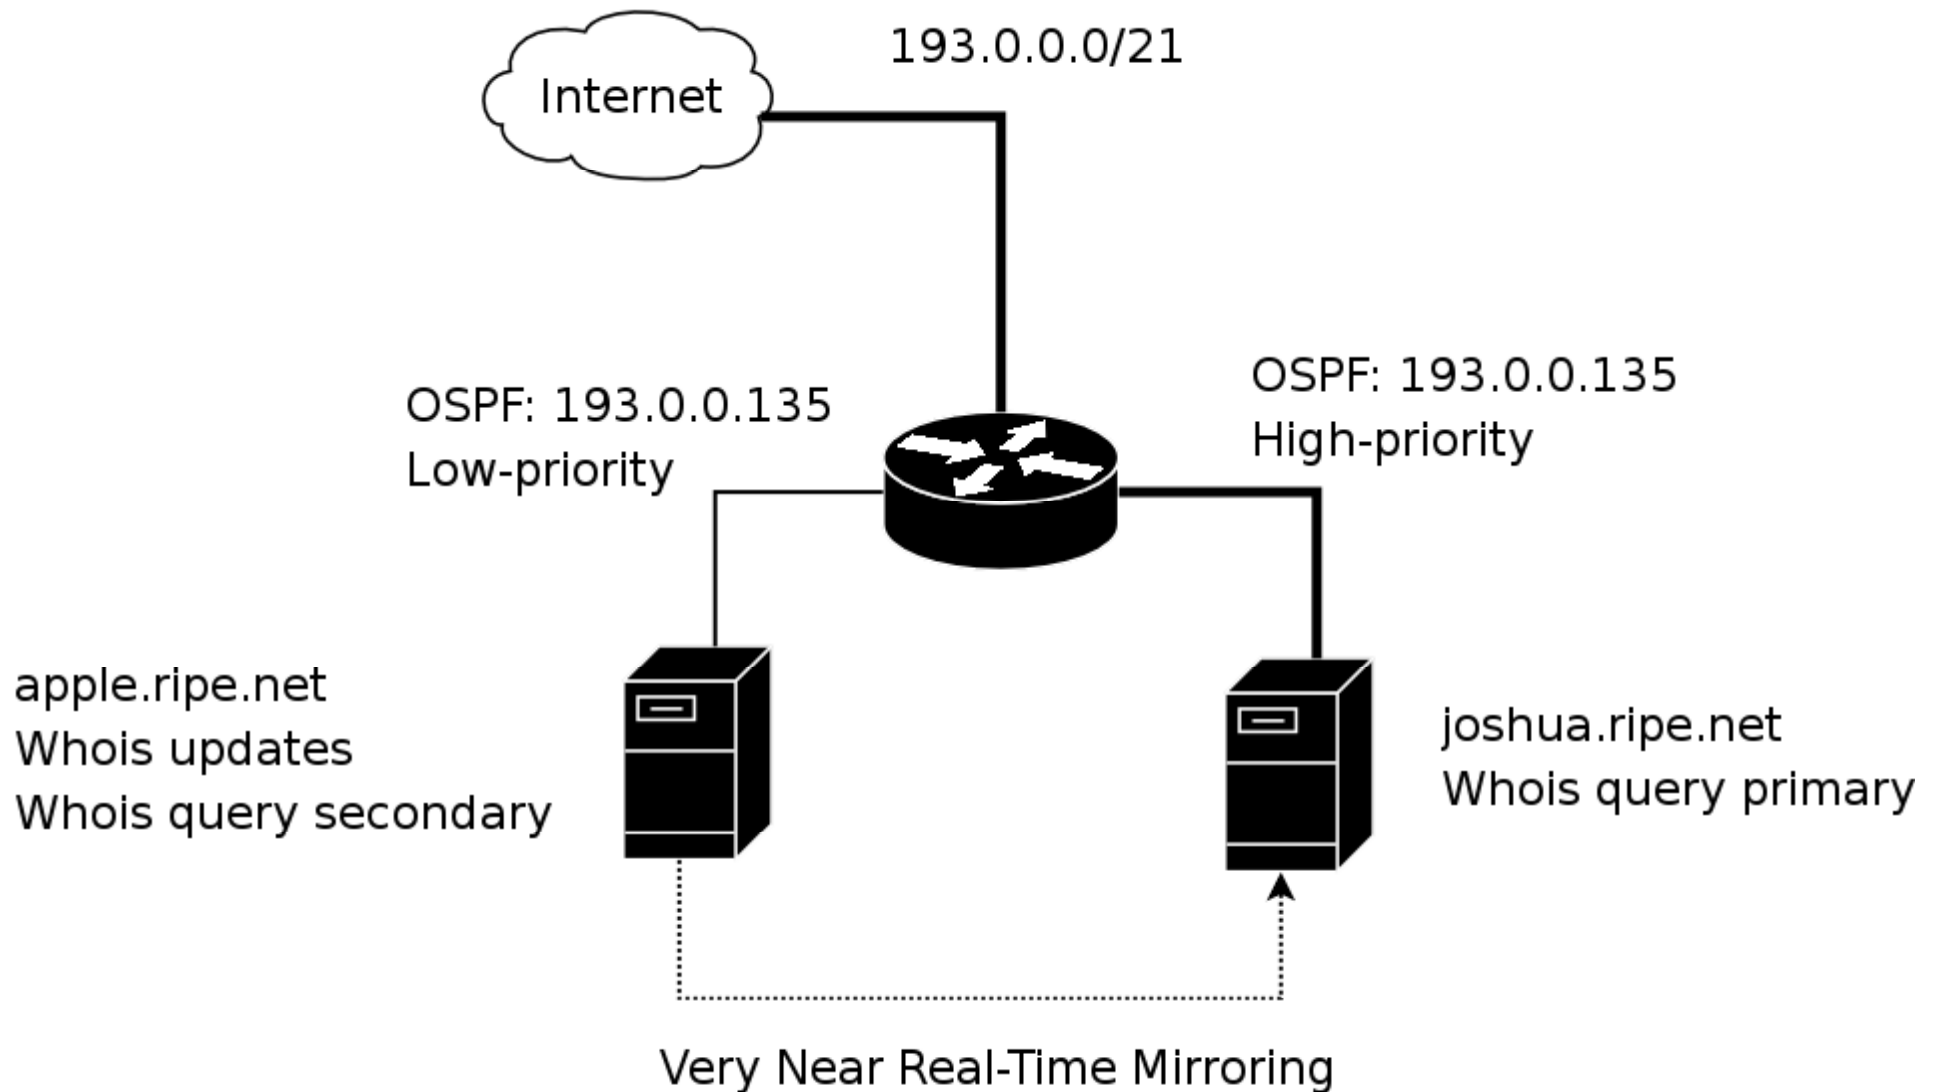 Internet
193.0.0.0/21
OSPF: 193.0.0.135
Low-priority
OSPF: 193.0.0.135
High-priority
apple.ripe.net
Whois updates
Whois query secondary
joshua.ripe.net
Whois query primary
Very Near Real-Time Mirroring